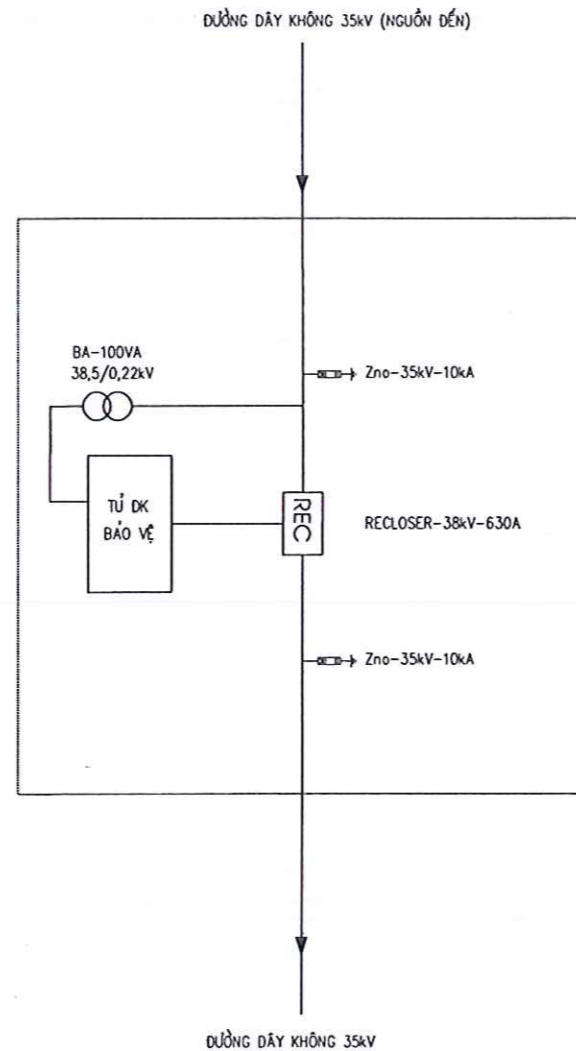 ĐƯỜNG DÂY KHÔNG 35kV (NGUỒN ĐẾN)
BA-100VA
38,5/0,22kV
Zno-35kV-10kA
TỦ DK
BẢO VỆ
REC
RECLOSER-38kV-630A
Zno-35kV-10kA
ĐƯỜNG DÂY KHÔNG 35kV